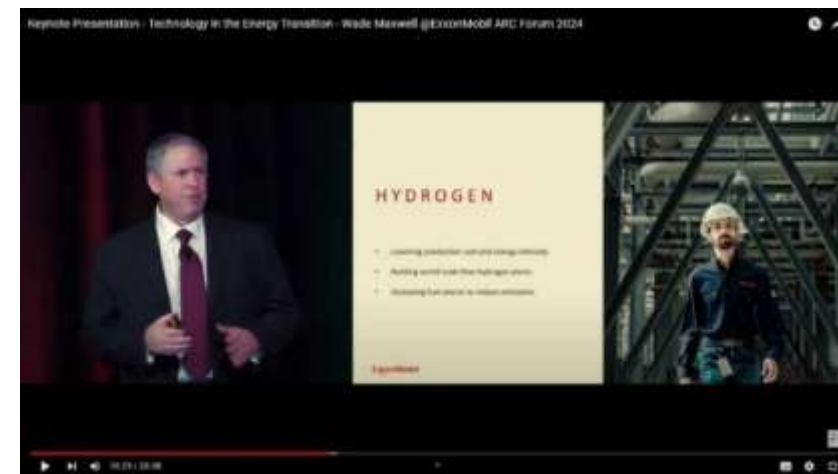 Keynote Presentation - Technology in the Energy Transition - Wade Maxwell @ExxonMobil ARC Forum 2024
HYDROGEN
• Lowering production cost and energy intensity
• Building world-scale blue hydrogen plants
• Increasing fuel
to reduce emissions
ExxonMobil